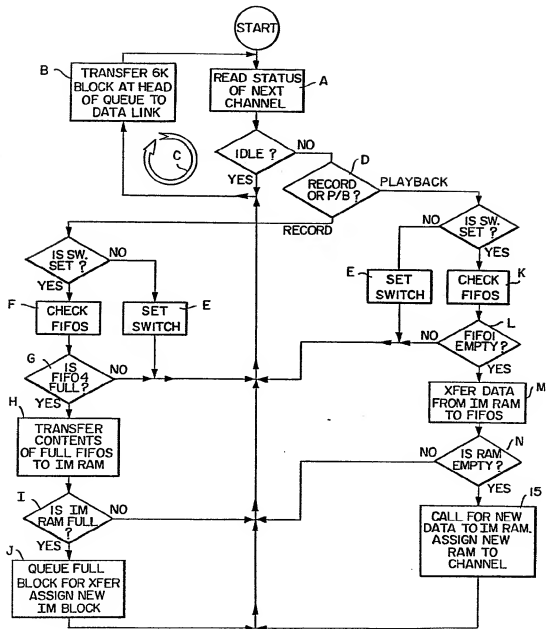 START
B
TRANSFER 6K
BLOCK AT HEAD
OF QUEUE TO
DATA LINK
READ STATUS
OF NEXT
CHANNEL
A
C
IDLE ?
NO
YES
D
RECORD
OR P/B ?
PLAYBACK
RECORD
IS SW.
SET ?
NO
YES
F
CHECK
FIFOS
SET
SWITCH
E
G
IS
FIFO4
FULL?
NO
YES
H
TRANSFER
CONTENTS
OF FULL FIFOS
TO IM RAM
I
IS IM
RAM FULL
?
NO
YES
J
QUEUE FULL
BLOCK FOR XFER
ASSIGN NEW
IM BLOCK
NO
IS SW.
SET ?
YES
E
SET
SWITCH
CHECK
FIFOS
K
L
NO
FIFO1
EMPTY?
YES
XFER DATA
FROM IM RAM
TO FIFOS
M
N
NO
IS RAM
EMPTY?
YES
15
CALL FOR NEW
DATA TO IM RAM.
ASSIGN NEW
RAM TO
CHANNEL